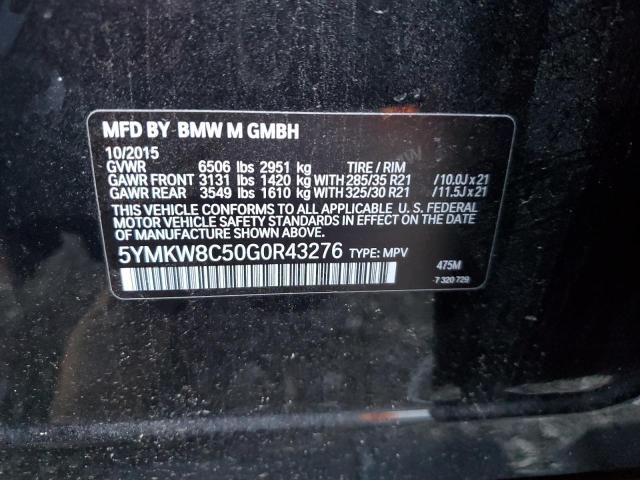 MFD BY BMW M GMBH
10/2015
GVWR 6506 lbs 2951 kg TIRE / RIM
GAWR FRONT 3131 lbs 1420 kg WITH 285/35 R21 / 10.0J x 21
GAWR REAR 3549 lbs 1610 kg WITH 325/30 R21 / 11.5J x 21
THIS VEHICLE CONFORMS TO ALL APPLICABLE U. S. FEDERAL
MOTOR VEHICLE SAFETY STANDARDS IN EFFECT ON THE DATE
OF MANUFACTURE SHOWN ABOVE.
5YMKW8C50G0R43276 TYPE: MPV
475M
7 320 729